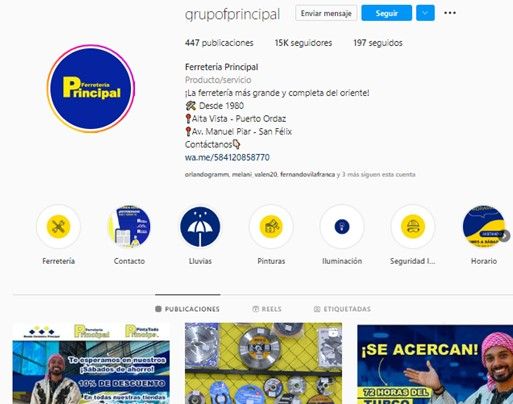 grupofprincipal
Enviar mensaje
Seguir
447 publicaciones 15K seguidores 197 seguidos
Ferretería
Principal
Ferretería Principal
Producto/servicio
¡La ferretería más grande y completa del oriente!
🛠 Desde 1980
📍Alta Vista - Puerto Ordaz
📍Av. Manuel Piar - San Félix
Contáctanos👇
wa.me/584120858770
orlandogramm, melani_valen20, fernandovilafranca y 3 más siguen esta cuenta
Ferretería
Contacto
Lluvias
Pinturas
Iluminación
Seguridad I...
Horario
PUBLICACIONES
REELS
ETIQUETADAS
Ferretería
Principal
Te esperamos en nuestros
¡Sábados de ahorro!
10% DE DESCUENTO
En todas nuestras tiendas
¡SE ACERCAN!
72 HORAS DEL
TURCO